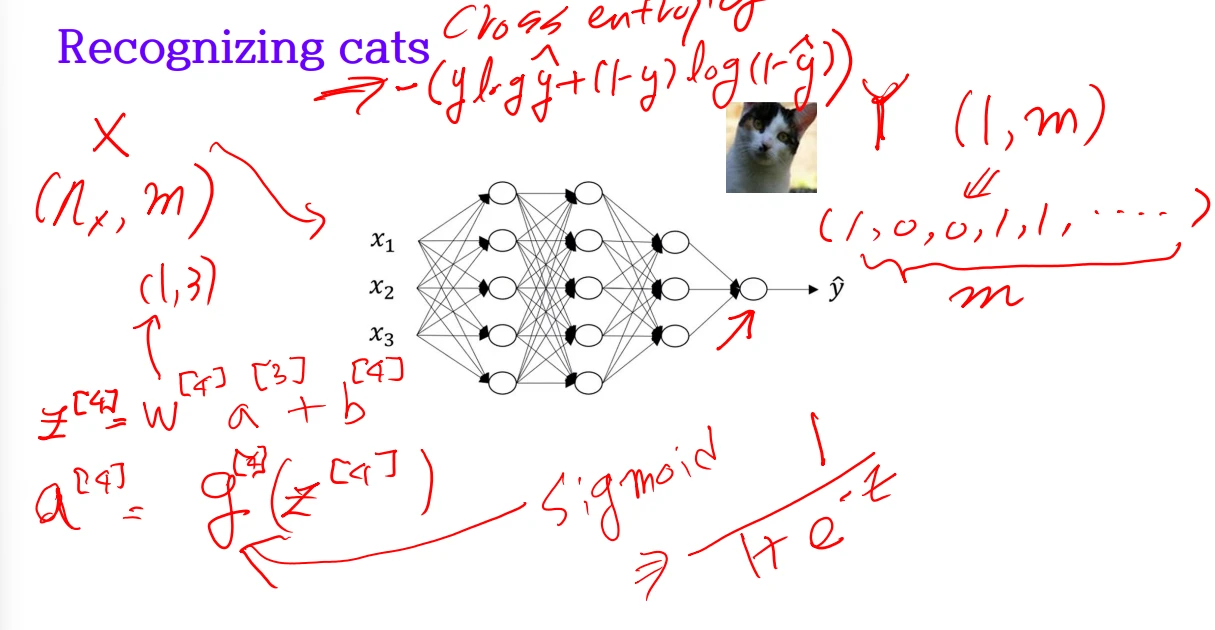 Recognizing cats
Cross entropy
→ -(y log ŷ + (1-y) log(1-ŷ))
X
(n_x, m)
Y (1, m)
(1, 0, 0, 1, 1, ......)
m
x₁
x₂
x₃
ŷ
(1,3)
z^[4] = w^[4] a^[3] + b^[4]
a^[4] = g^[4](z^[4])
Sigmoid
⇒ 1/(1+e^-z)